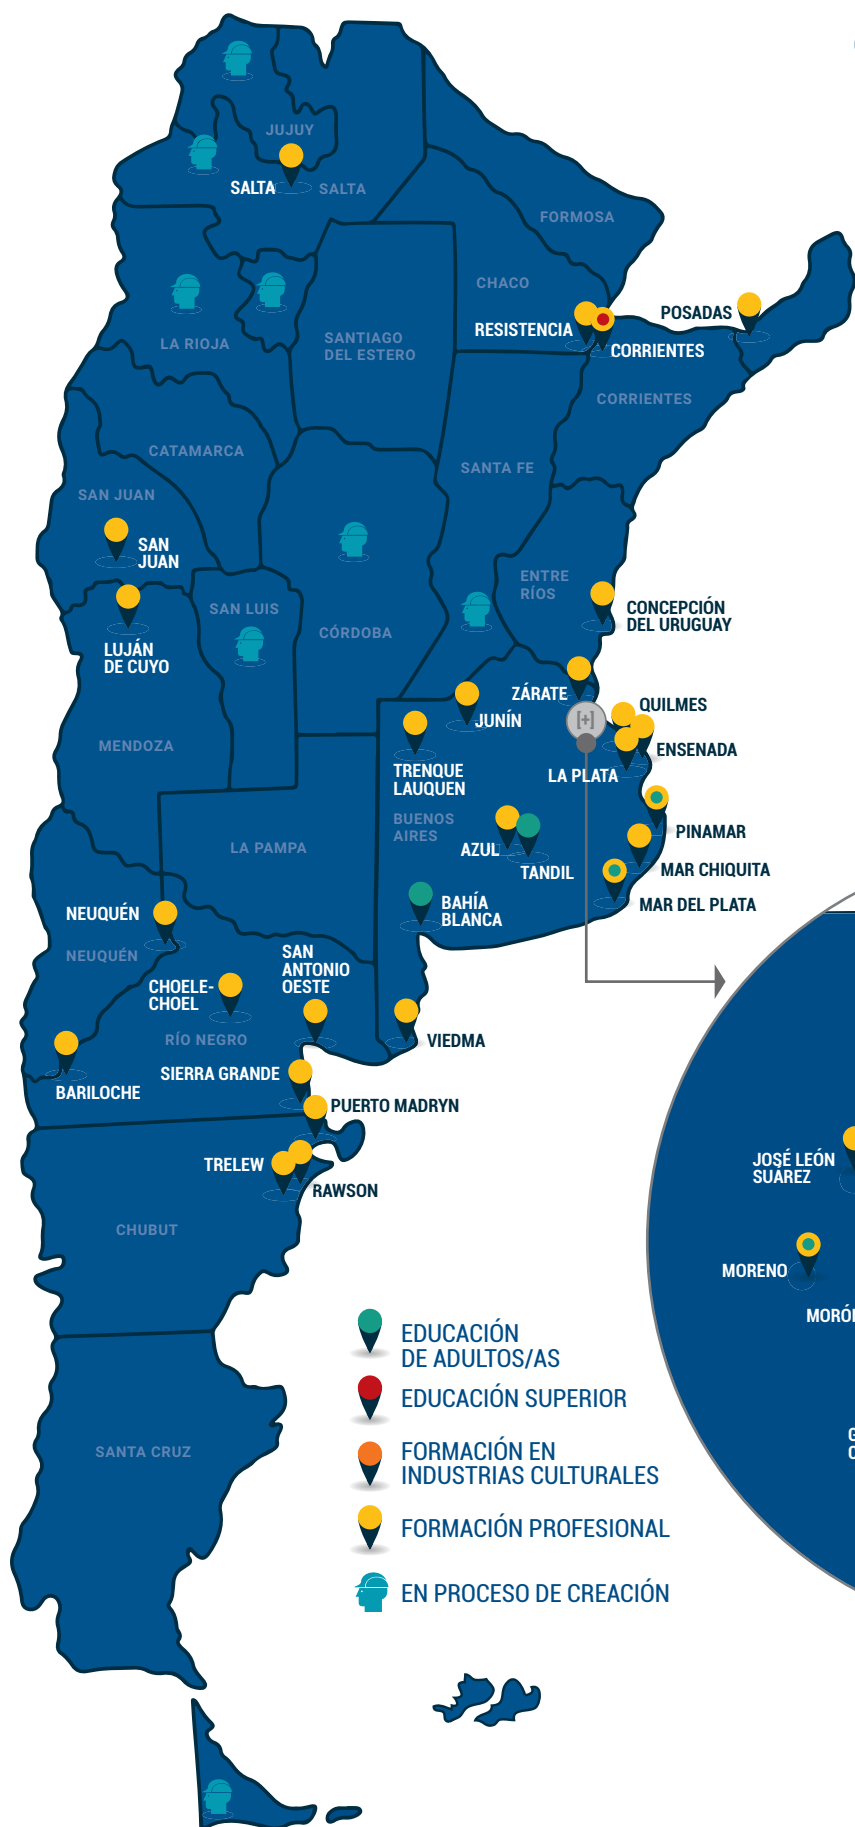 JUJUY
SALTA
SALTA
FORMOSA
CHACO
POSADAS
RESISTENCIA
CORRIENTES
LA RIOJA
SANTIAGO
DEL ESTERO
CORRIENTES
CATAMARCA
SANTA FE
SAN JUAN
SAN
JUAN
ENTRE
RÍOS
SAN LUIS
CONCEPCIÓN
DEL URUGUAY
CÓRDOBA
LUJÁN
DE CUYO
ZÁRATE
QUILMES
JUNÍN
[+]
ENSENADA
MENDOZA
TRENQUE
LAUQUEN
LA PLATA
BUENOS
AIRES
PINAMAR
LA PAMPA
AZUL
TANDIL
MAR CHIQUITA
BAHÍA
BLANCA
MAR DEL PLATA
NEUQUÉN
NEUQUÉN
SAN
ANTONIO
OESTE
CHOELE-
CHOEL
RÍO NEGRO
VIEDMA
SIERRA GRANDE
BARILOCHE
PUERTO MADRYN
TRELEW
RAWSON
CHUBUT
JOSÉ LEÓN
SUÁREZ
MORENO
MORÓ
EDUCACIÓN
DE ADULTOS/AS
EDUCACIÓN SUPERIOR
G
C
SANTA CRUZ
FORMACIÓN EN
INDUSTRIAS CULTURALES
FORMACIÓN PROFESIONAL
EN PROCESO DE CREACIÓN